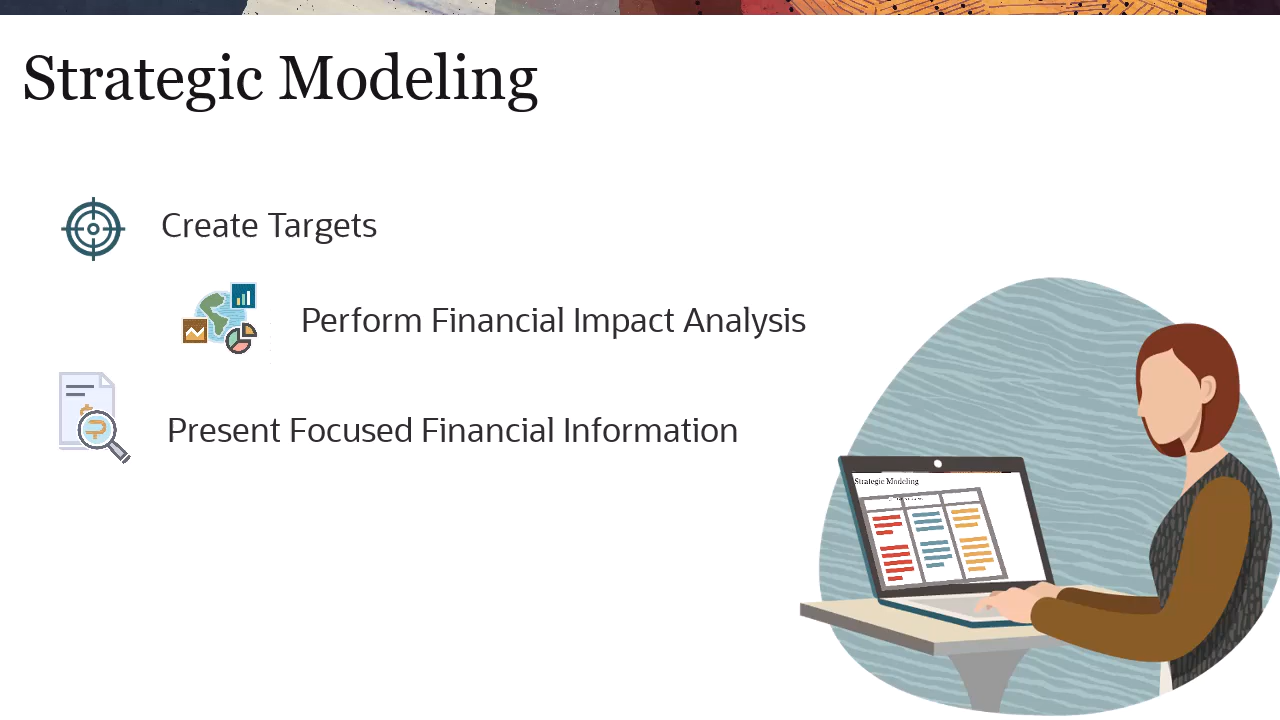 Strategic Modeling
Create Targets
Perform Financial Impact Analysis
Present Focused Financial Information
Strategic Modeling